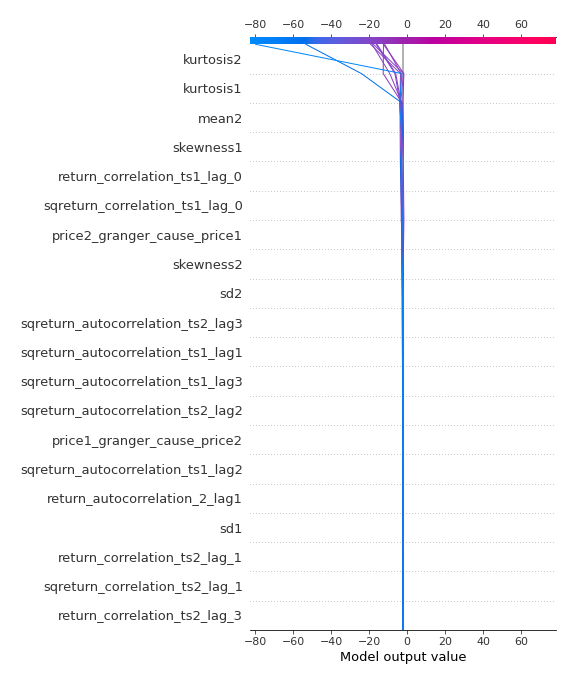 −80 −60 −40 −20 0 20 40 60
kurtosis2
kurtosis1
mean2
skewness1
return_correlation_ts1_lag_0
sqreturn_correlation_ts1_lag_0
price2_granger_cause_price1
skewness2
sd2
sqreturn_autocorrelation_ts2_lag3
sqreturn_autocorrelation_ts1_lag1
sqreturn_autocorrelation_ts1_lag3
sqreturn_autocorrelation_ts2_lag2
price1_granger_cause_price2
sqreturn_autocorrelation_ts1_lag2
return_autocorrelation_2_lag1
sd1
return_correlation_ts2_lag_1
sqreturn_correlation_ts2_lag_1
return_correlation_ts2_lag_3
−80 −60 −40 −20 0 20 40 60
Model output value